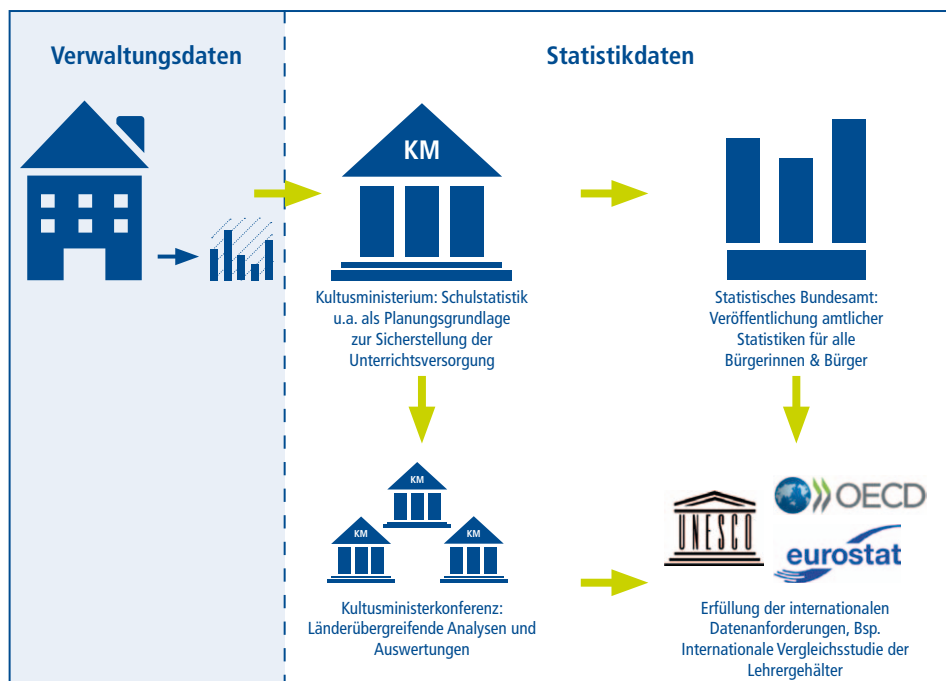 Verwaltungsdaten
Statistikdaten
KM
Kultusministerium: Schulstatistik
u.a. als Planungsgrundlage
zur Sicherstellung der
Unterrichtsversorgung
Statistisches Bundesamt:
Veröffentlichung amtlicher
Statistiken für alle
Bürgerinnen & Bürger
KM
KM
KM
Kultusministerkonferenz:
Länderübergreifende Analysen und
Auswertungen
UNESCO
OECD
eurostat
Erfüllung der internationalen
Datenanforderungen, Bsp.
Internationale Vergleichsstudie der
Lehrergehälter